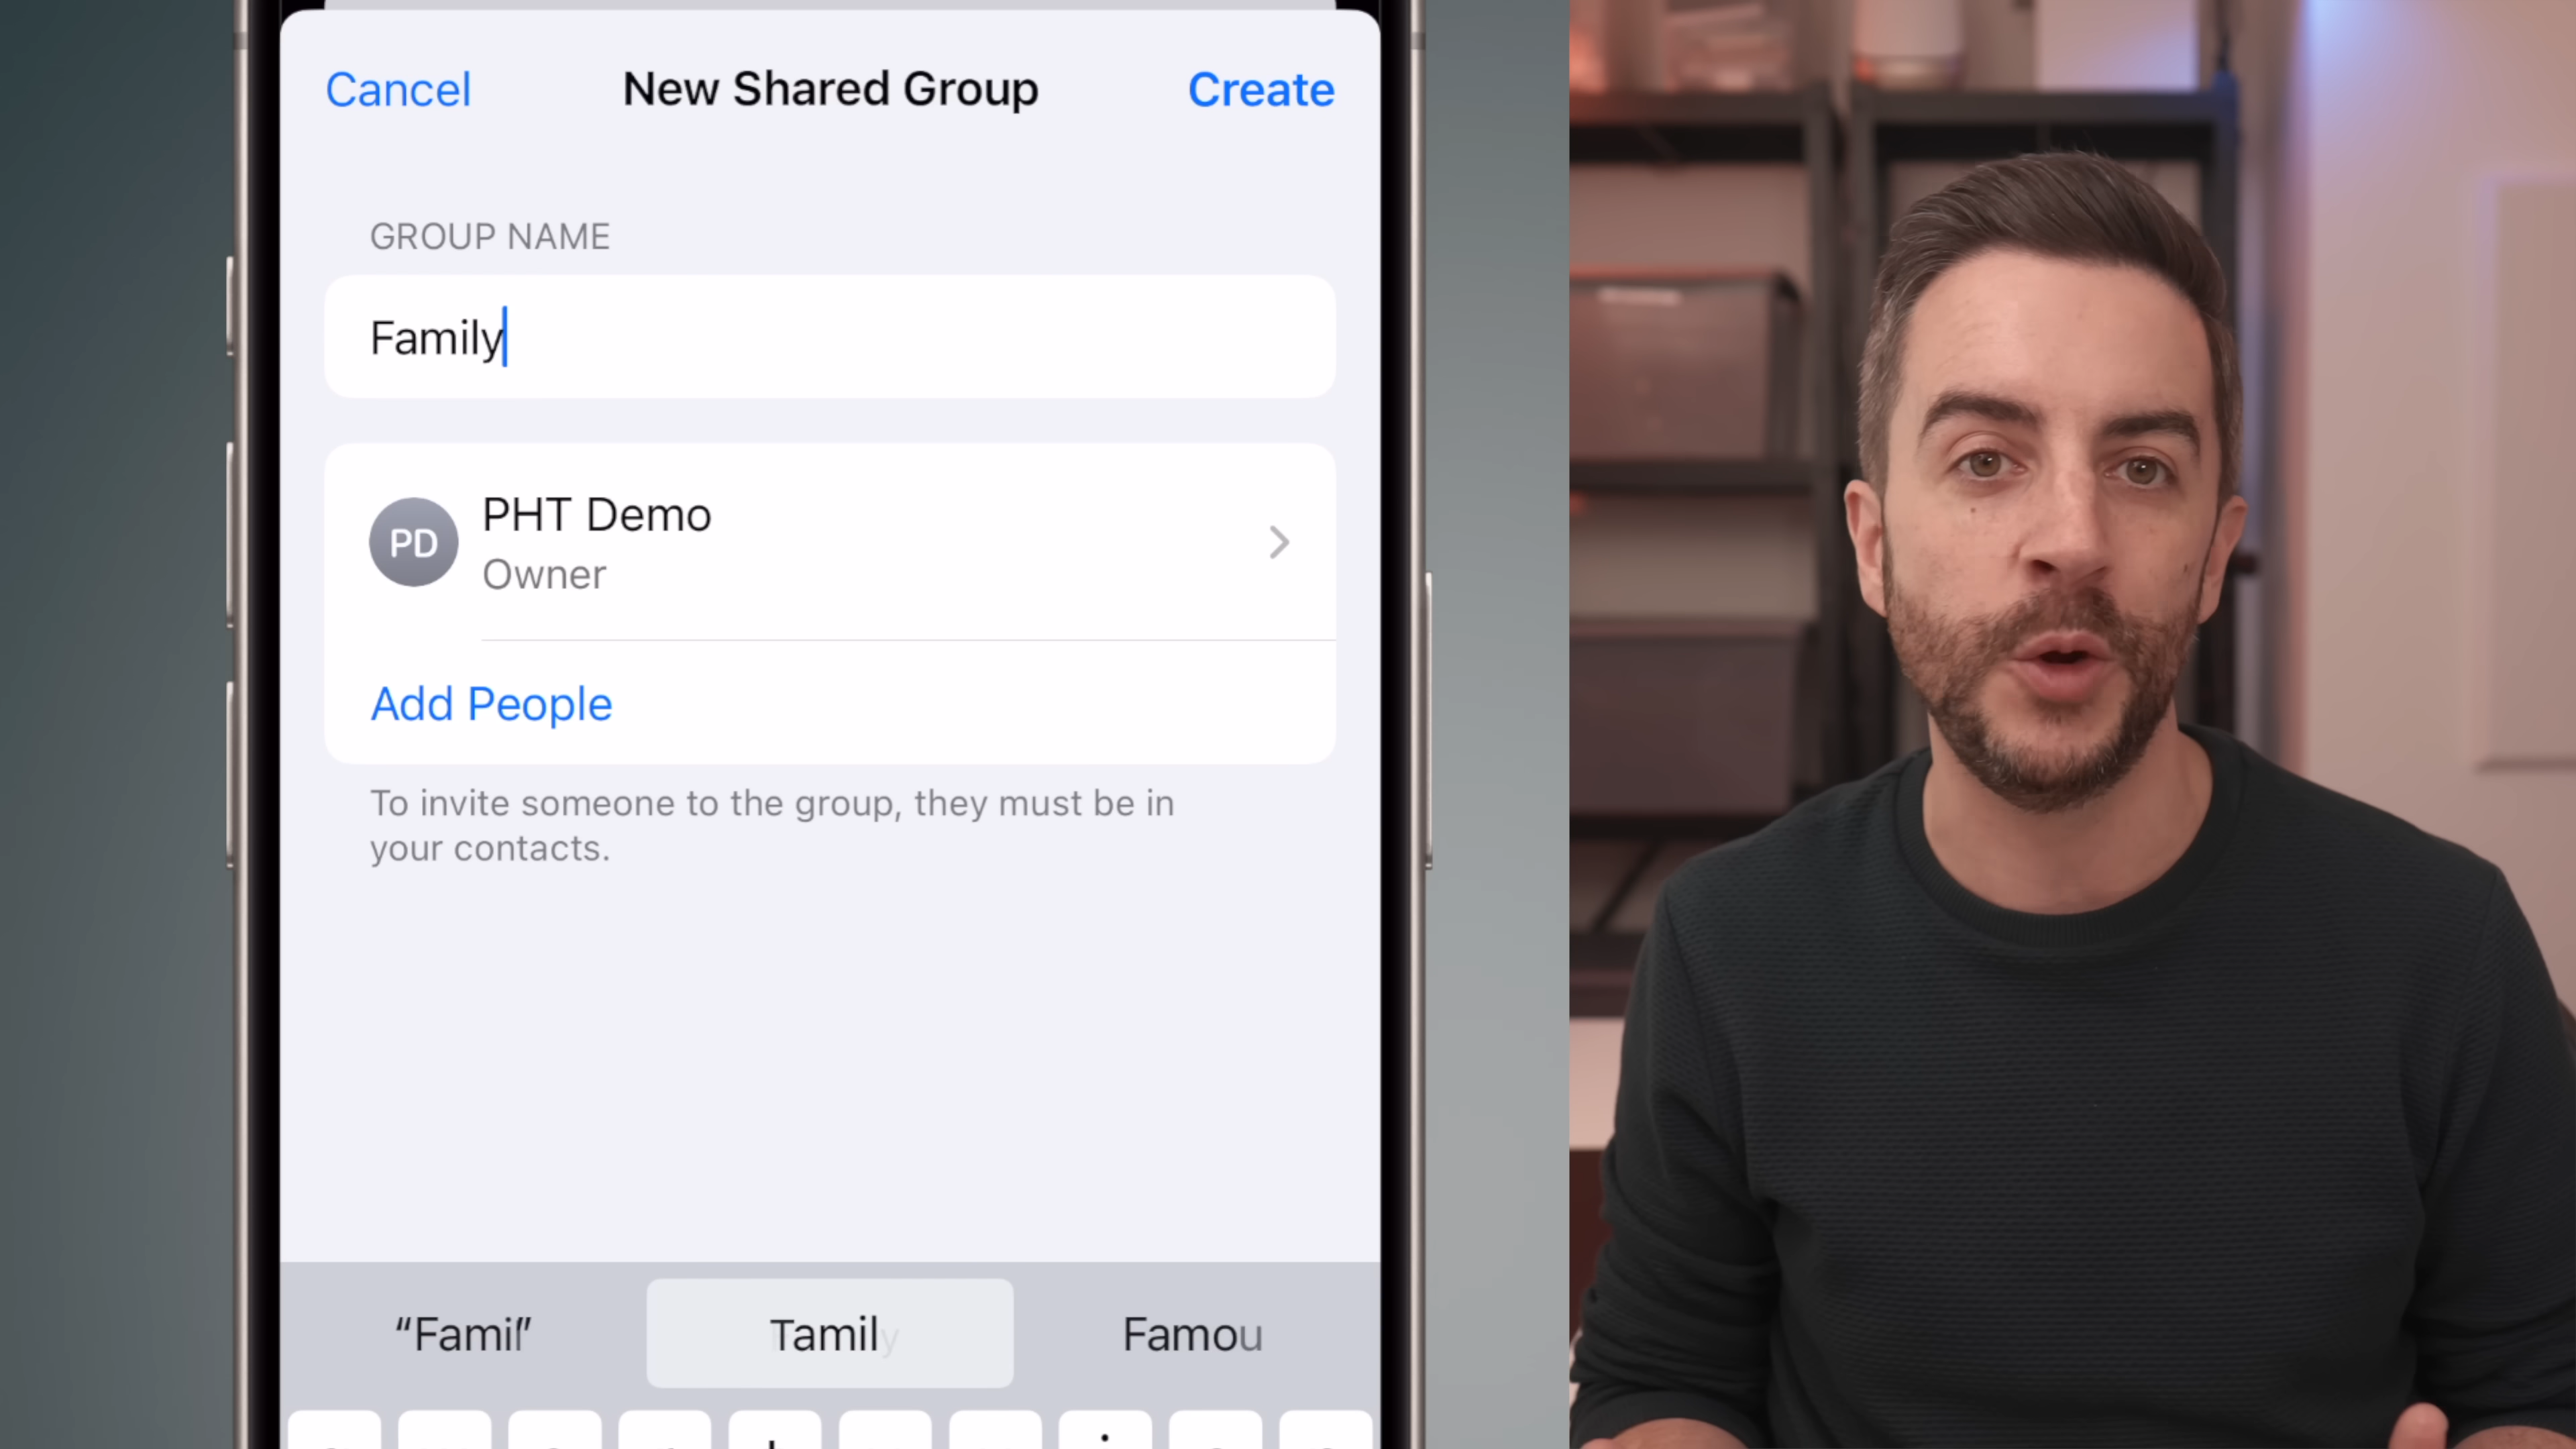 Cancel New Shared Group Create
GROUP NAME
Family
PD
PHT Demo
Owner
Add People
To invite someone to the group, they must be in
your contacts.
“Famil” Tamily Famou